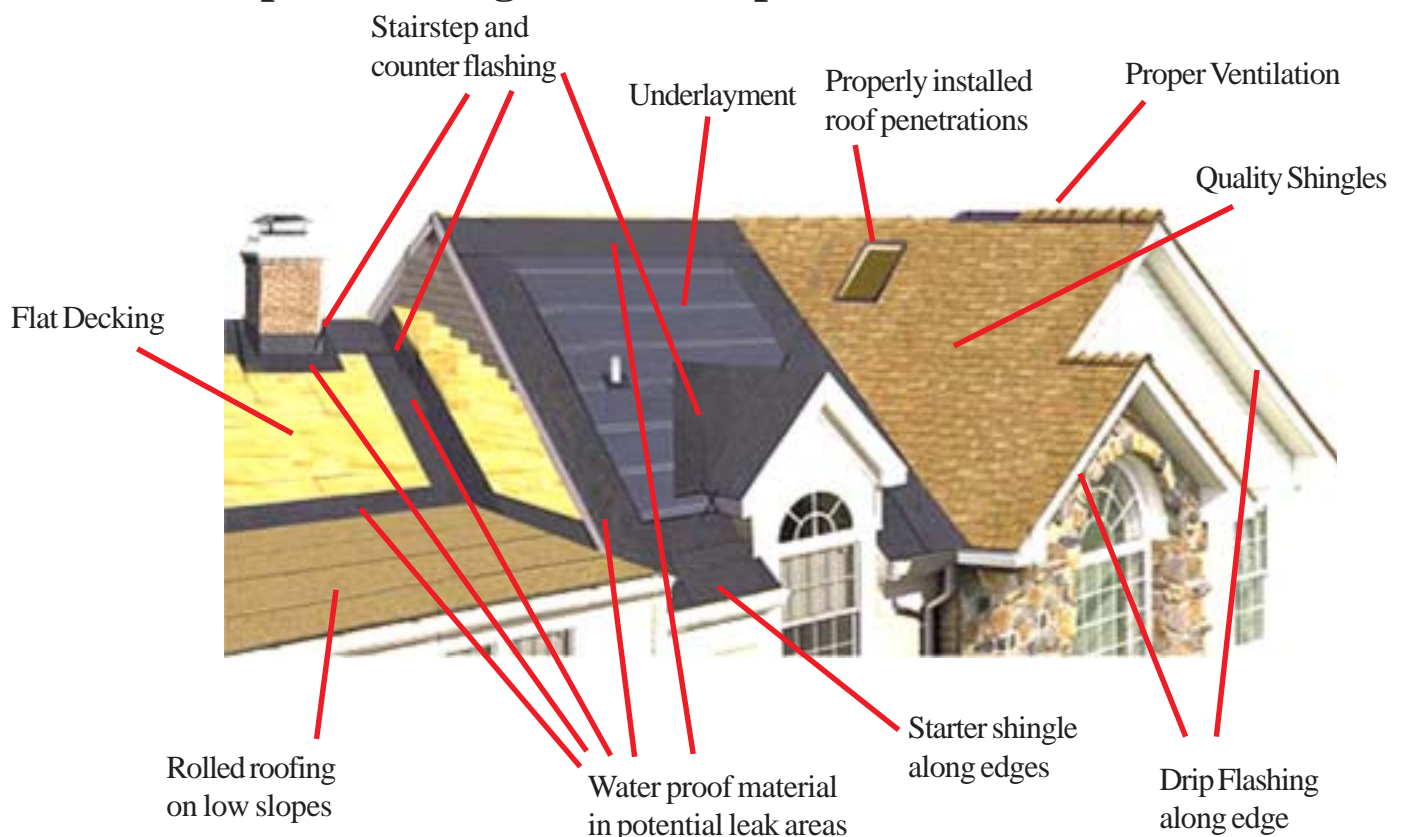 Stairstep and
counter flashing
Underlayment
Properly installed
roof penetrations
Proper Ventilation
Quality Shingles
Flat Decking
Rolled roofing
on low slopes
Water proof material
in potential leak areas
Starter shingle
along edges
Drip Flashing
along edge